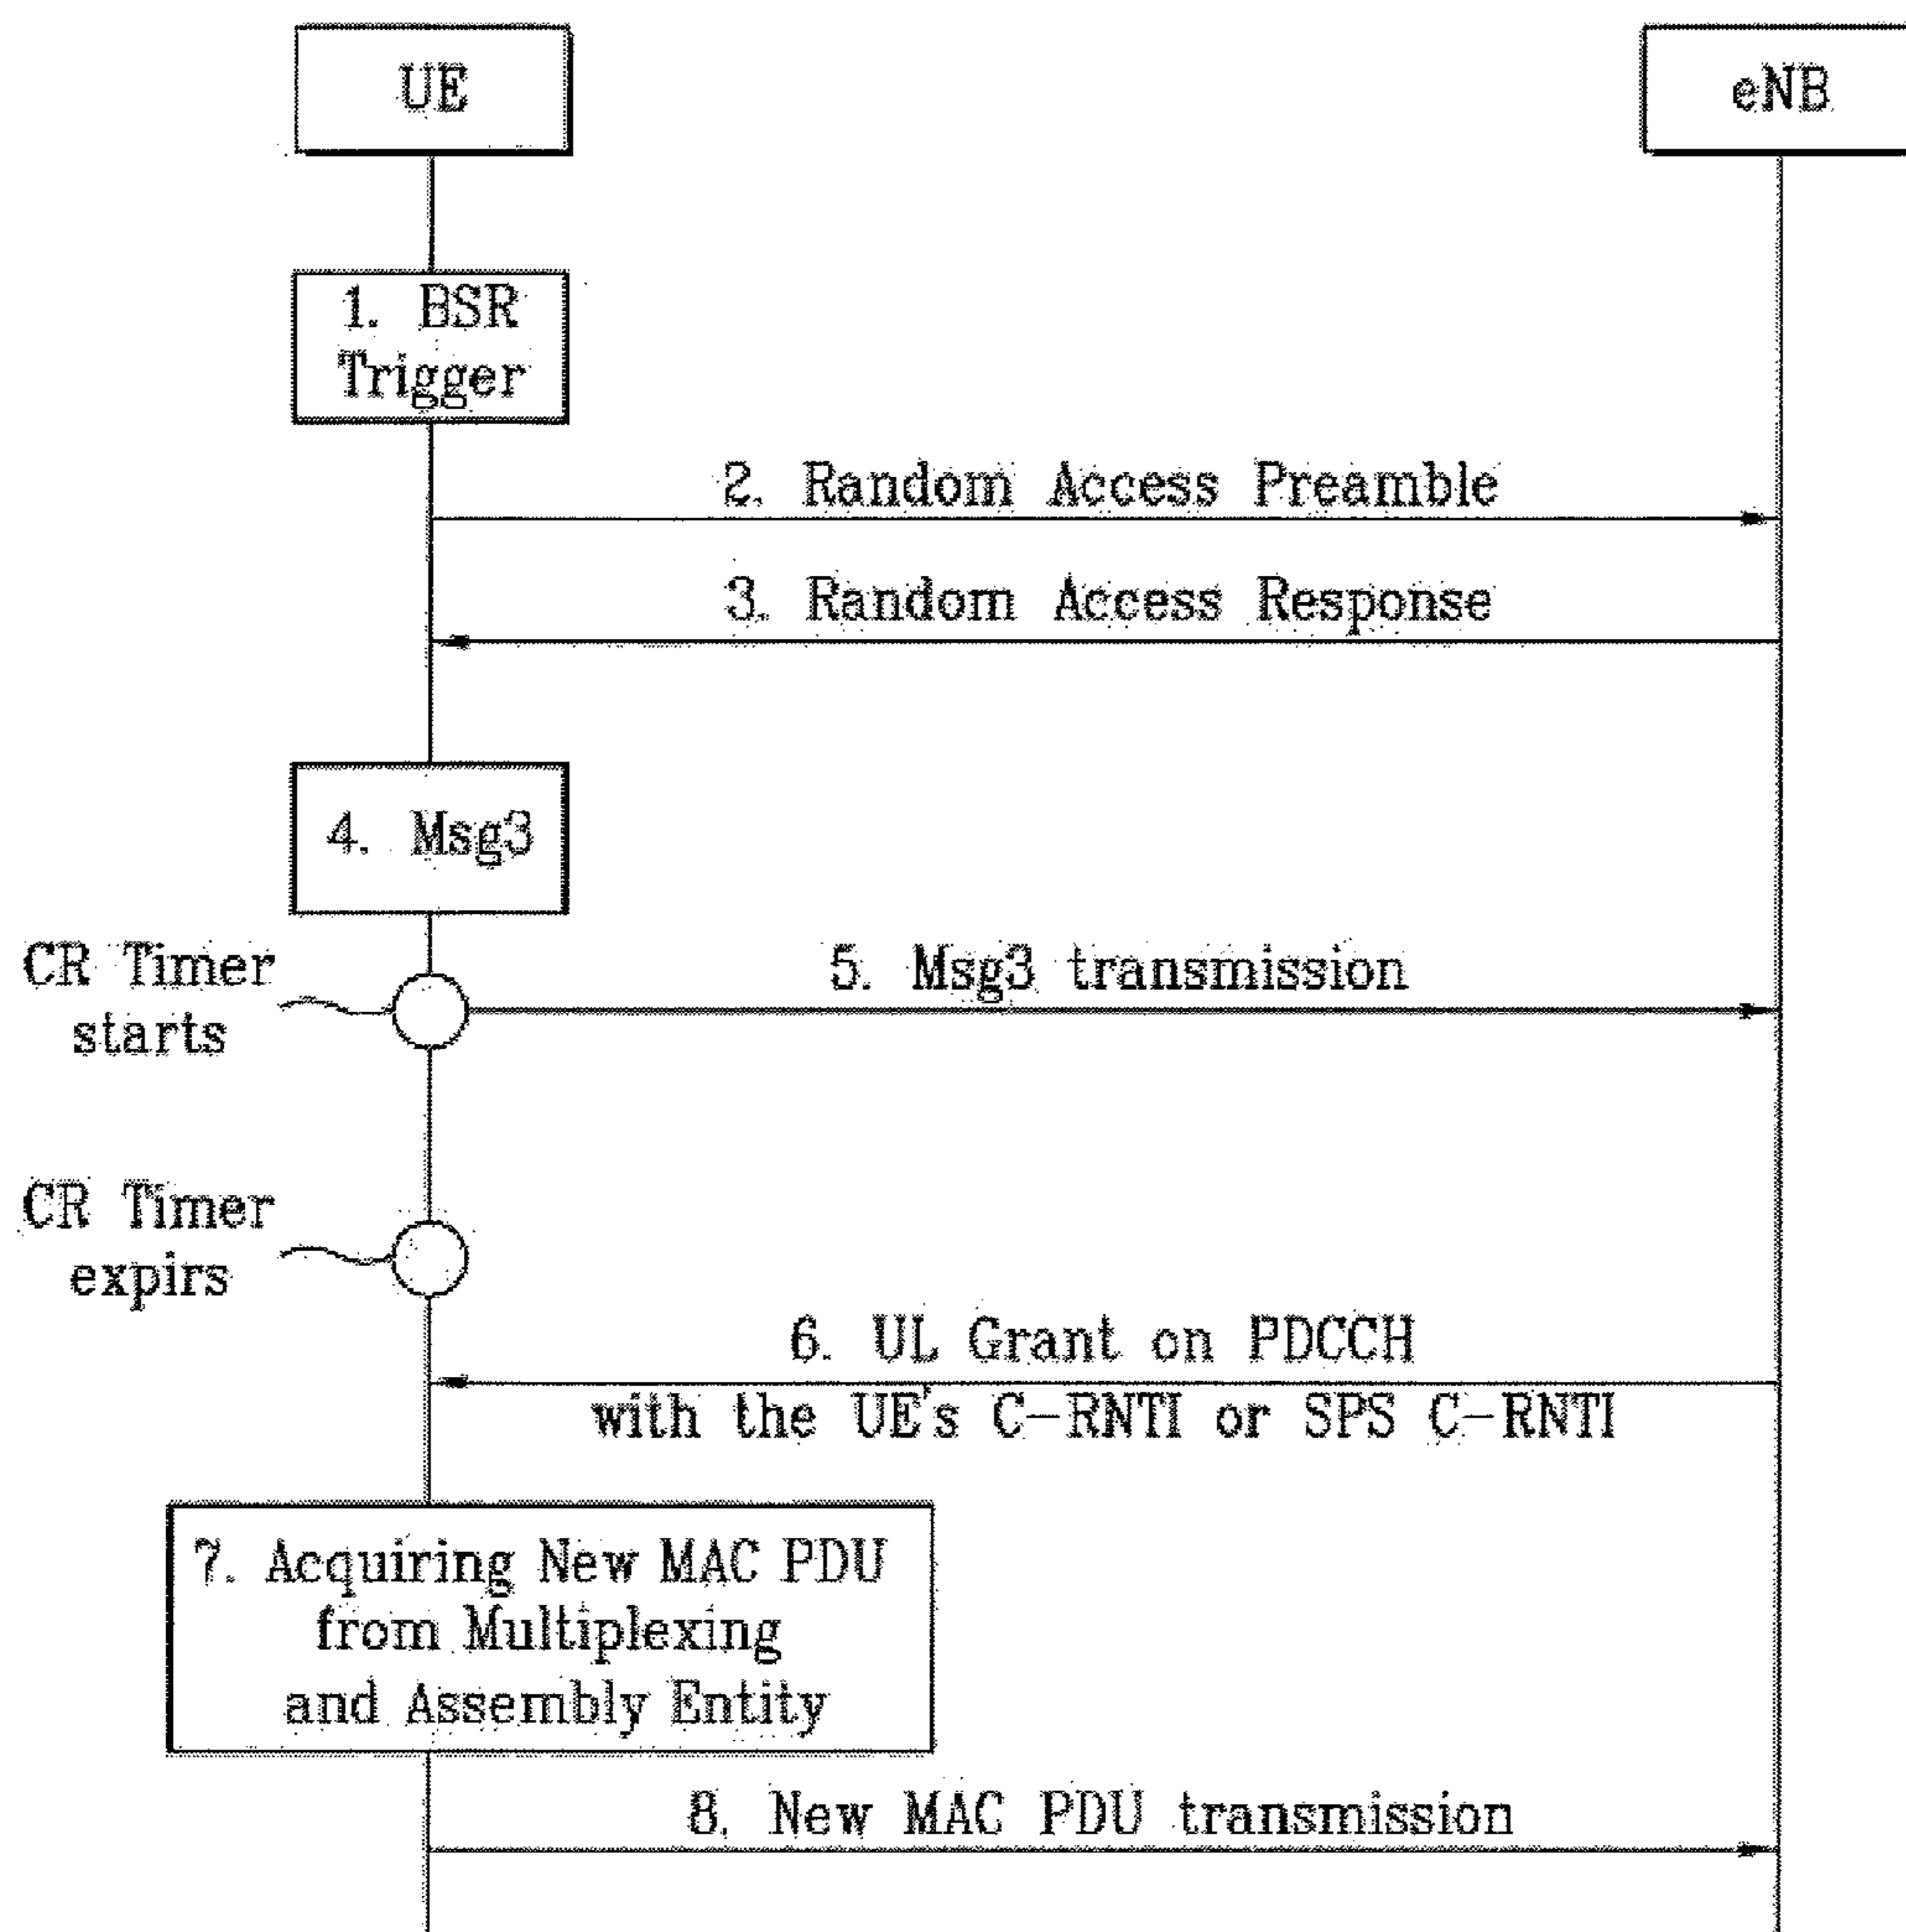 UE
eNB
1. BSR
Trigger
2. Random Access Preamble
3. Random Access Response
4. Msg3
CR Timer
starts
5. Msg3 transmission
CR Timer
expirs
6. UL Grant on PDCCH
with the UE's C-RNTI or SPS C-RNTI
7. Acquiring New MAC PDU
from Multiplexing
and Assembly Entity
8. New MAC PDU transmission